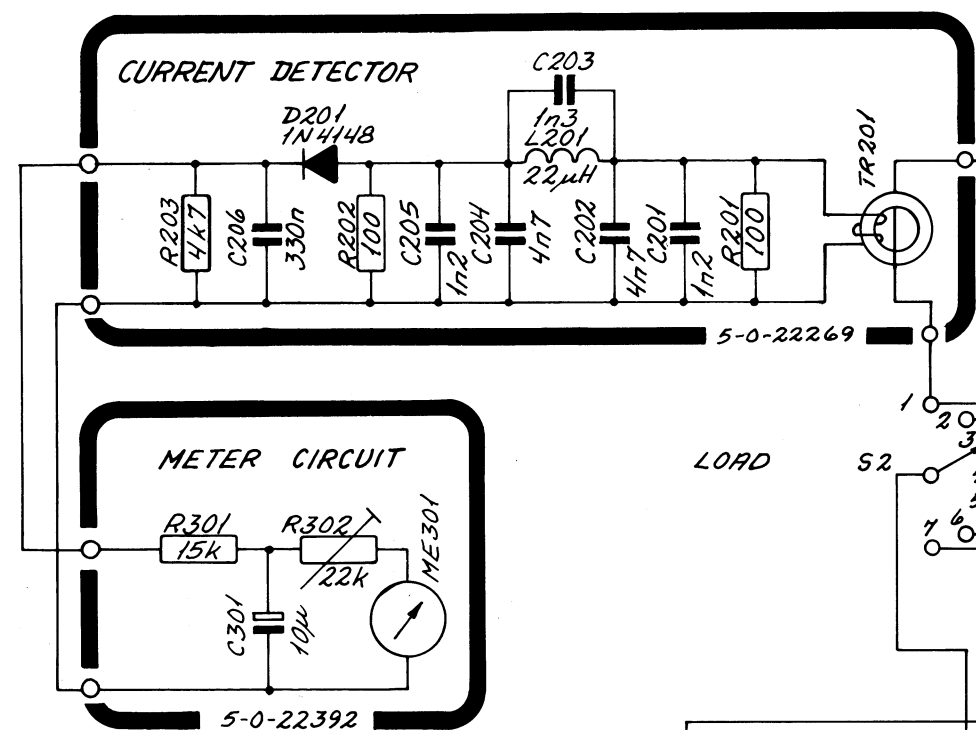 CURRENT DETECTOR
C203
1n3
D201
1N4148
L201
22µH
TR201
R203
4k7
C206
330n
R202
100
C205
1n2
C204
4n7
C202
4n7
C201
1n2
R201
100
5-0-22269
METER CIRCUIT
LOAD
S2
1
2
3
5
6
7
R301
15k
R302
22k
ME301
C301
10µ
5-0-22392